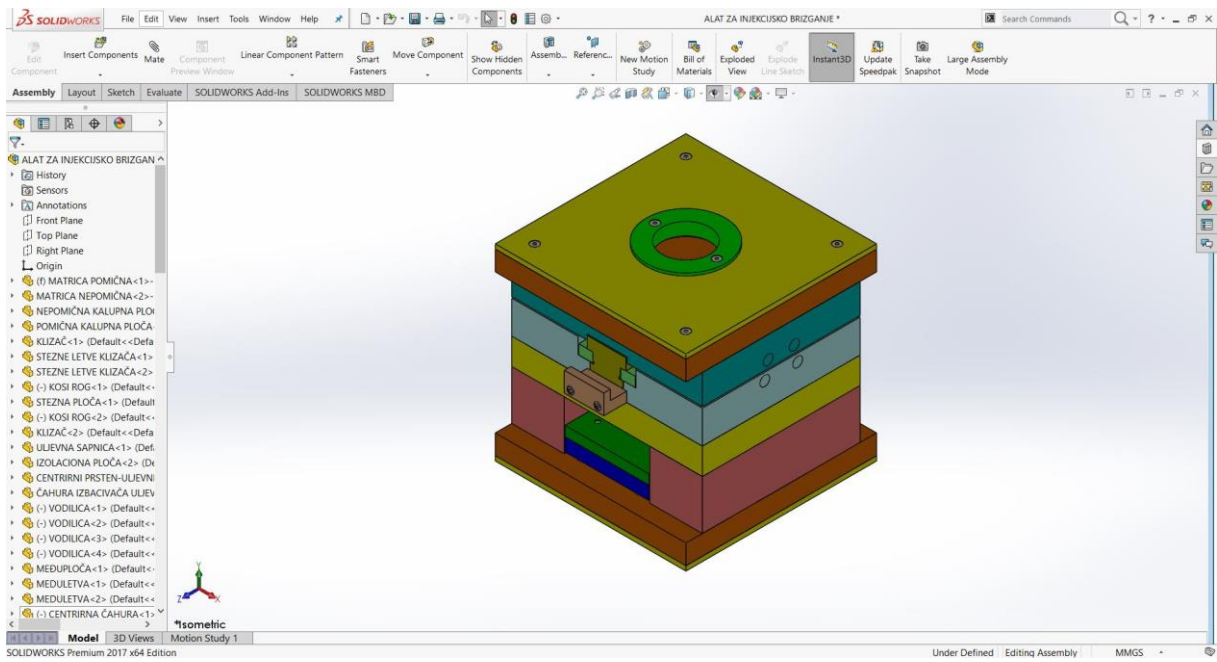 SOLIDWORKS File Edit View Insert Tools Window Help ALAT ZA INJEKCIJSKO BRIZGANJE * Search Commands
Edit Component
Insert Components
Mate
Component Preview Window
Linear Component Pattern
Smart Fasteners
Move Component
Show Hidden Components
Assemb...
Referenc...
New Motion Study
Bill of Materials
Exploded View
Explode Line Sketch
Instant3D
Update Speedpak
Take Snapshot
Large Assembly Mode
Assembly Layout Sketch Evaluate SOLIDWORKS Add-Ins SOLIDWORKS MBD
ALAT ZA INJEKCIJSKO BRIZGAN
History
Sensors
Annotations
Front Plane
Top Plane
Right Plane
Origin
(f) MATRICA POMIČNA<1>
MATRICA NEPOMIČNA<2>
NEPOMIČNA KALUPNA PLO
POMIČNA KALUPNA PLOČA
KLIZAČ<1> (Default<<Defa
STEZNE LETVE KLIZAČA<1>
STEZNE LETVE KLIZAČA<2>
(-) KOSI ROG<1> (Default<
STEZNA PLOČA<1> (Default
(-) KOSI ROG<2> (Default<
KLIZAČ<2> (Default<<Defa
ULJEVNA SAPNICA<1> (Def
IZOLACIONA PLOČA<2> (De
CENTRIRNI PRSTEN-ULJEVNI
ČAHURA IZBACIVAČA ULJEV
(-) VODILICA<1> (Default<
(-) VODILICA<2> (Default<
(-) VODILICA<3> (Default<
(-) VODILICA<4> (Default<
MEĐUPLOČA<1> (Default<
MEDULETVA<1> (Default<<
MEDULETVA<2> (Default<<
(-) CENTRIRNA ČAHURA<1>
Y
Z
X
*Isometric
Model 3D Views Motion Study 1
SOLIDWORKS Premium 2017 x64 Edition Under Defined Editing Assembly MMGS